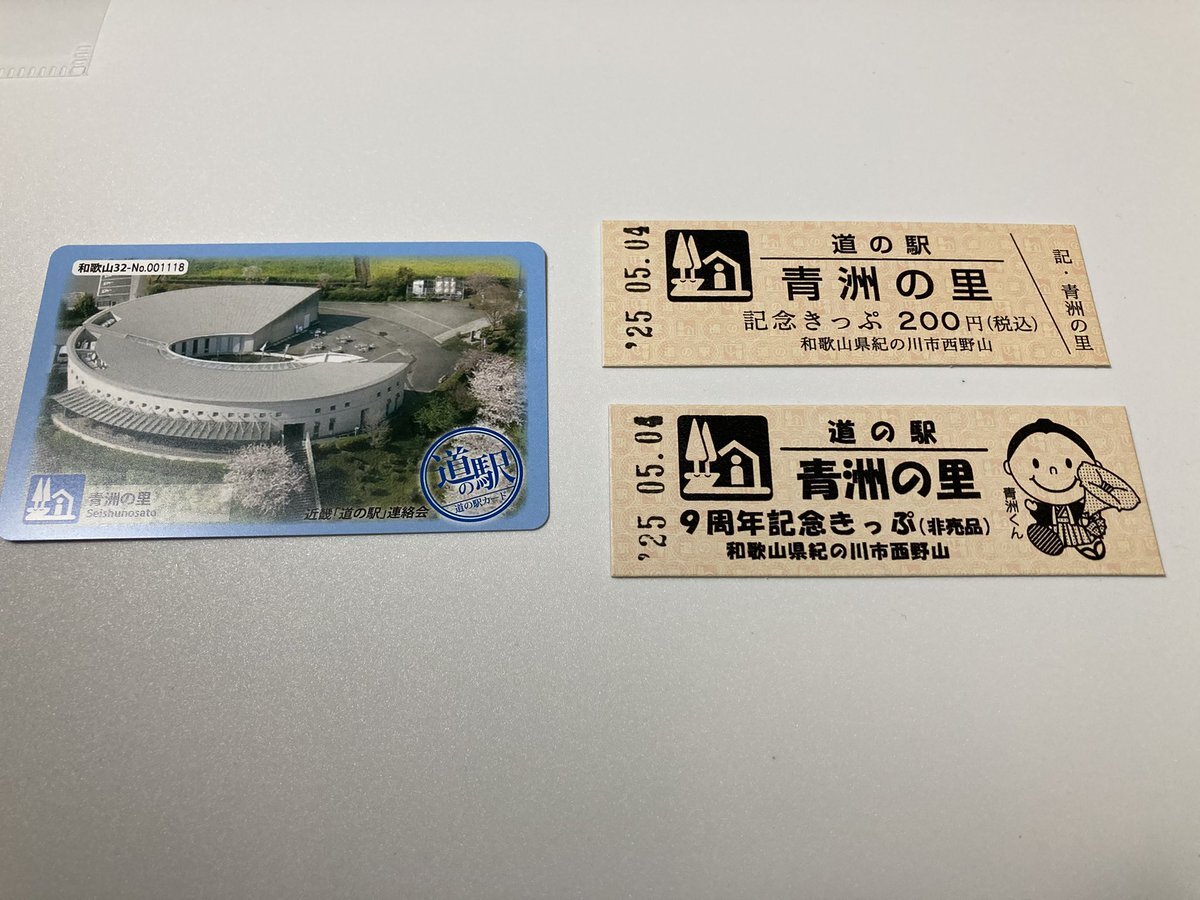 和歌山32-No.001118
青洲の里
Seishunosato
道の駅
道の駅カード
近畿「道の駅」連絡会
'25 05.04
道の駅
青洲の里
記念きっぷ 200円(税込)
和歌山県紀の川市西野山
記・青洲の里
'25 05.04
道の駅
青洲の里
9周年記念きっぷ(非売品)
和歌山県紀の川市西野山
青洲くん